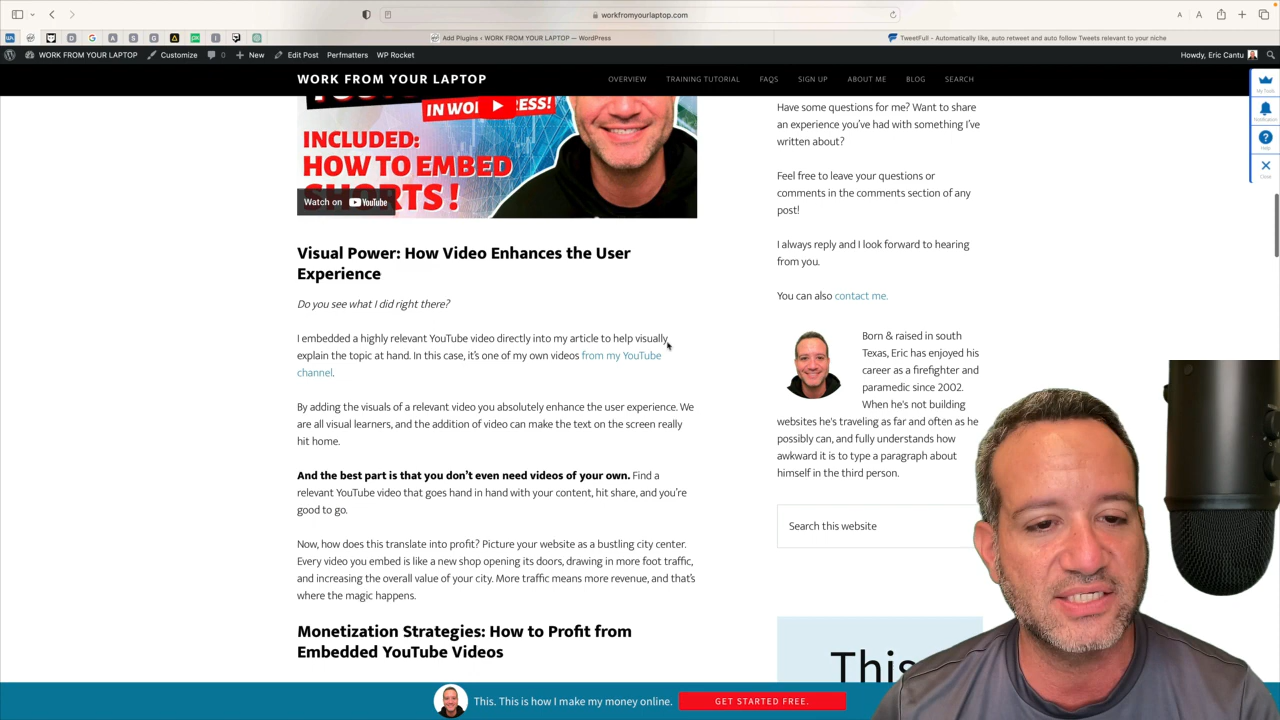 workfromyourlaptop.com
Add Plugins < WORK FROM YOUR LAPTOP — WordPress
TweetFull - Automatically like, auto retweet and auto follow Tweets relevant to your niche
WORK FROM YOUR LAPTOP
Customize
0
New
Edit Post
Perfmatters
WP Rocket
Howdy, Eric Cantu
WORK FROM YOUR LAPTOP
OVERVIEW
TRAINING TUTORIAL
FAQS
SIGN UP
ABOUT ME
BLOG
SEARCH
IN WORDPRESS!
INCLUDED:
HOW TO EMBED
SHORTS!
Watch on YouTube
Visual Power: How Video Enhances the User
Experience
Do you see what I did right there?
I embedded a highly relevant YouTube video directly into my article to help visually
explain the topic at hand. In this case, it's one of my own videos from my YouTube
channel.
By adding the visuals of a relevant video you absolutely enhance the user experience. We
are all visual learners, and the addition of video can make the text on the screen really
hit home.
And the best part is that you don't even need videos of your own. Find a
relevant YouTube video that goes hand in hand with your content, hit share, and you're
good to go.
Now, how does this translate into profit? Picture your website as a bustling city center.
Every video you embed is like a new shop opening its doors, drawing in more foot traffic,
and increasing the overall value of your city. More traffic means more revenue, and that's
where the magic happens.
Monetization Strategies: How to Profit from
Embedded YouTube Videos
Have some questions for me? Want to share
an experience you've had with something I've
written about?
Feel free to leave your questions or
comments in the comments section of any
post!
I always reply and I look forward to hearing
from you.
You can also contact me.
Born & raised in south
Texas, Eric has enjoyed his
career as a firefighter and
paramedic since 2002.
When he's not building
websites he's traveling as far and often as he
possibly can, and fully understands how
awkward it is to type a paragraph about
himself in the third person.
Search this website
This
My Tools
Notification
Help
Close
This. This is how I make my money online.
GET STARTED FREE.